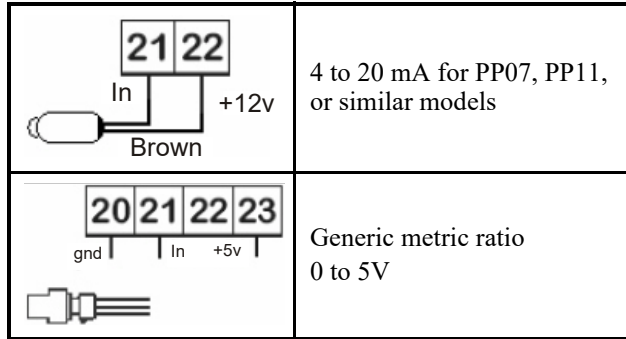 21 22
In
+12v
Brown
4 to 20 mA for PP07, PP11,
or similar models
20 21 22 23
gnd In +5v
Generic metric ratio
0 to 5V